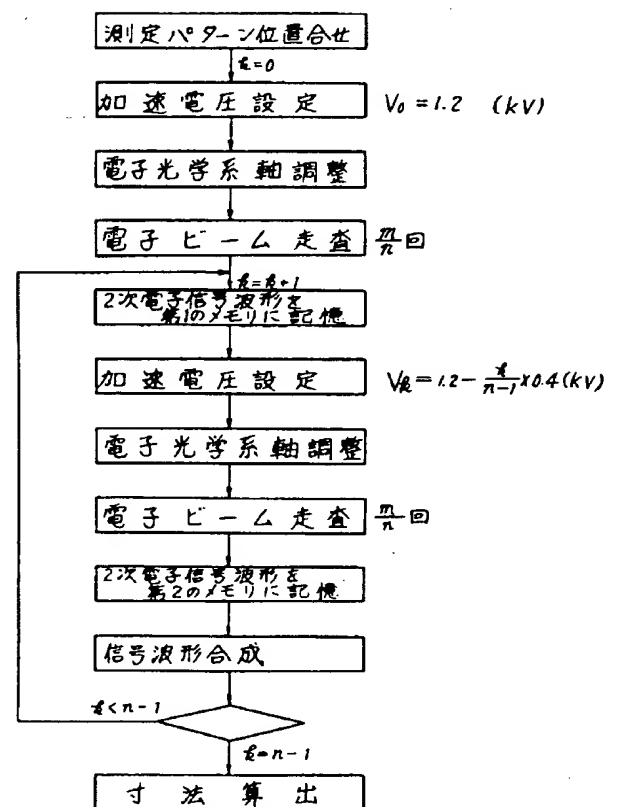 測定パターン位置合せ
k=0
加速電圧設定 V₀=1.2 (kV)
電子光学系軸調整
電子ビーム走査 m/n回
k=k+1
2次電子信号波形を
第1のメモリに記憶
加速電圧設定 Vk=1.2-k/(n-1)×0.4(kV)
電子光学系軸調整
電子ビーム走査 m/n回
2次電子信号波形を
第2のメモリに記憶
信号波形合成
k<n-1
k=n-1
寸法算出